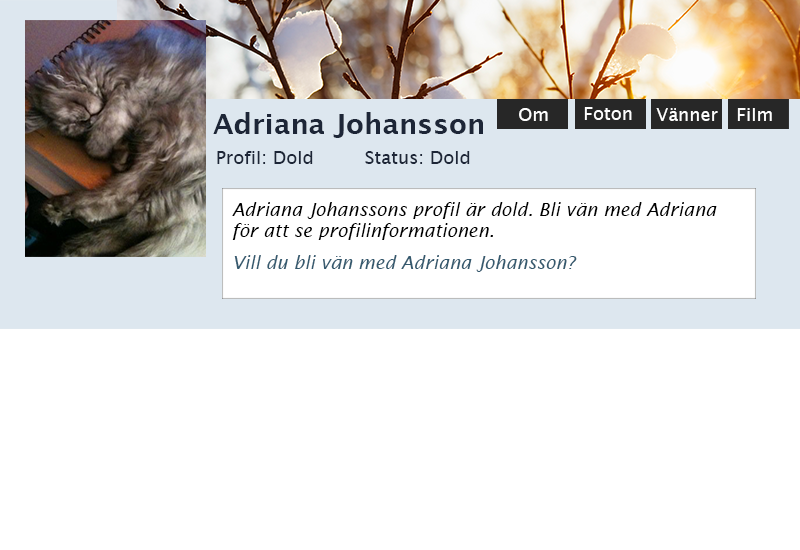 Adriana Johansson
Om
Foton
Vänner
Film
Profil: Dold
Status: Dold
Adriana Johanssons profil är dold. Bli vän med Adriana
för att se profilinformationen.
Vill du bli vän med Adriana Johansson?